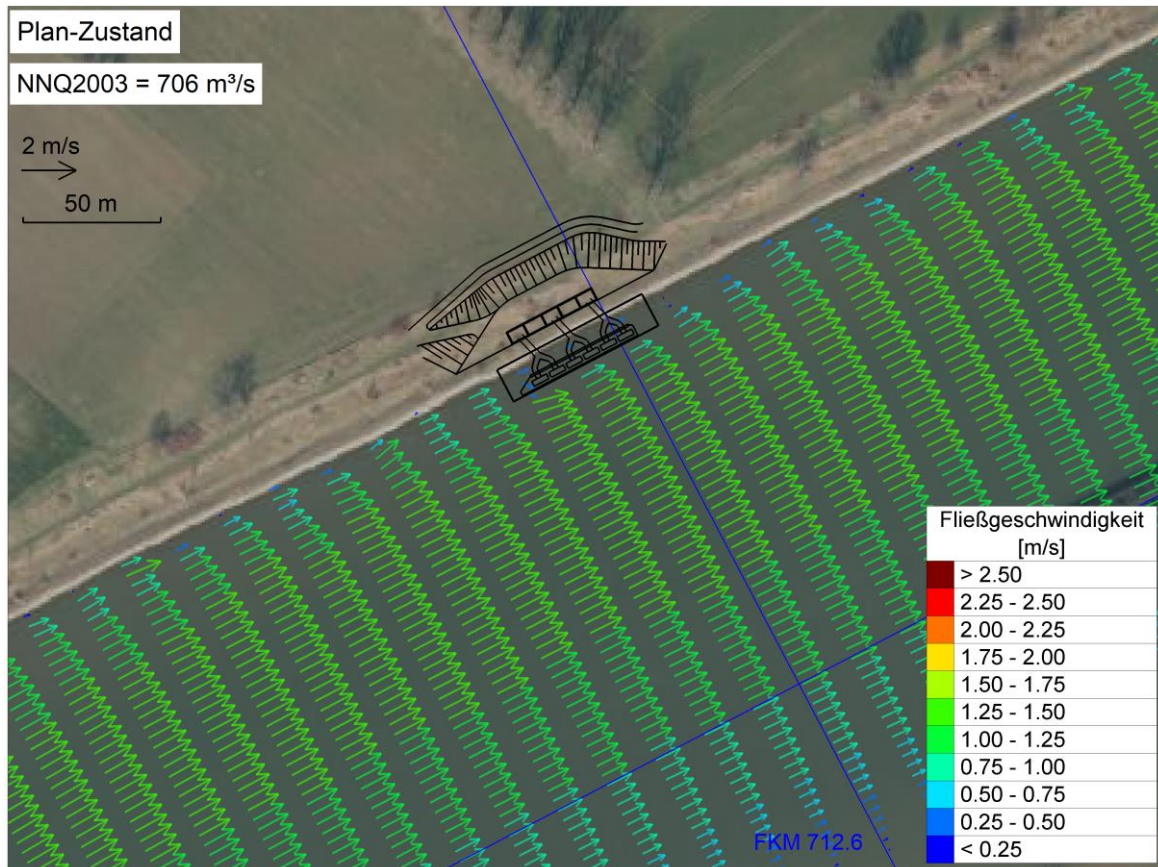 Plan-Zustand
NNQ2003 = 706 m³/s
2 m/s
50 m
Fließgeschwindigkeit
[m/s]
> 2.50
2.25 - 2.50
2.00 - 2.25
1.75 - 2.00
1.50 - 1.75
1.25 - 1.50
1.00 - 1.25
0.75 - 1.00
0.50 - 0.75
0.25 - 0.50
< 0.25
FKM 712.6